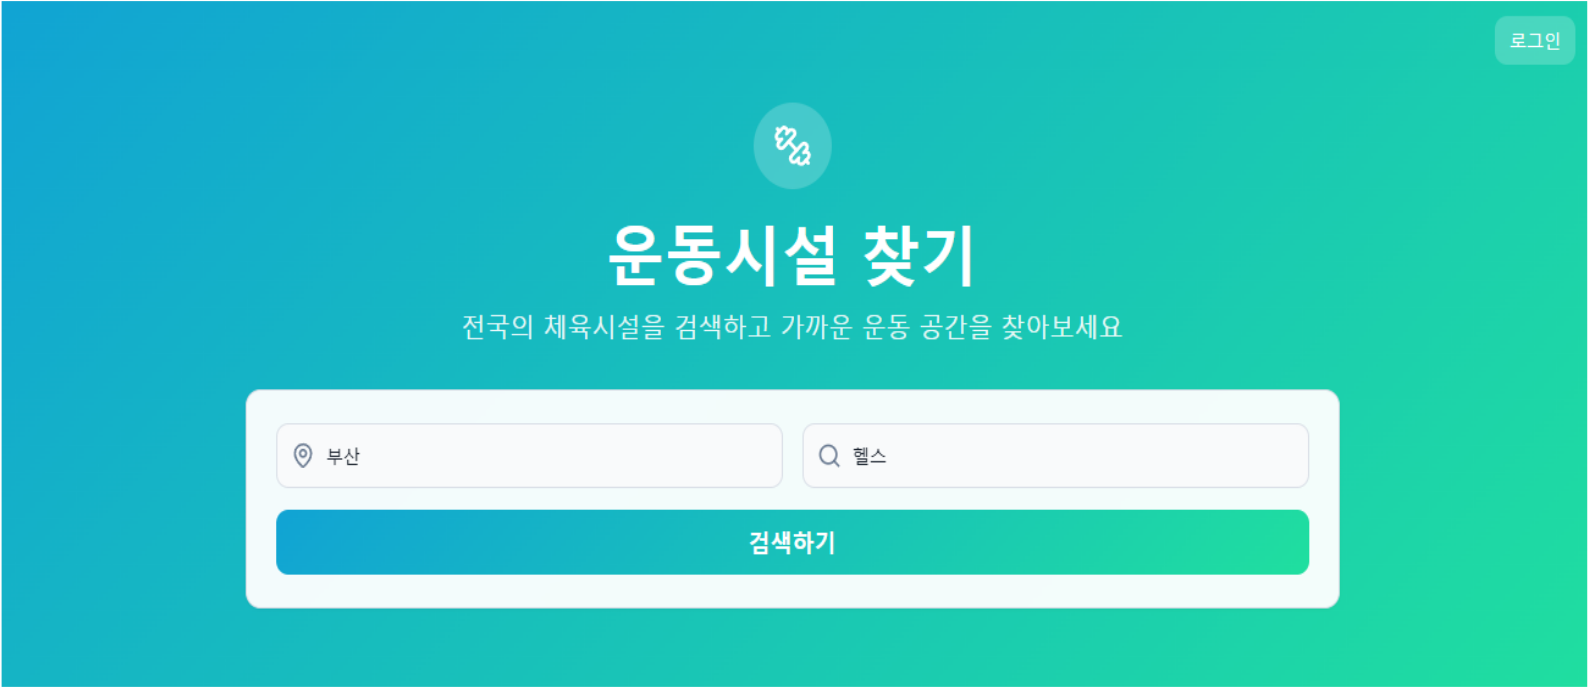 로그인
운동시설 찾기
전국의 체육시설을 검색하고 가까운 운동 공간을 찾아보세요
부산
헬스
검색하기